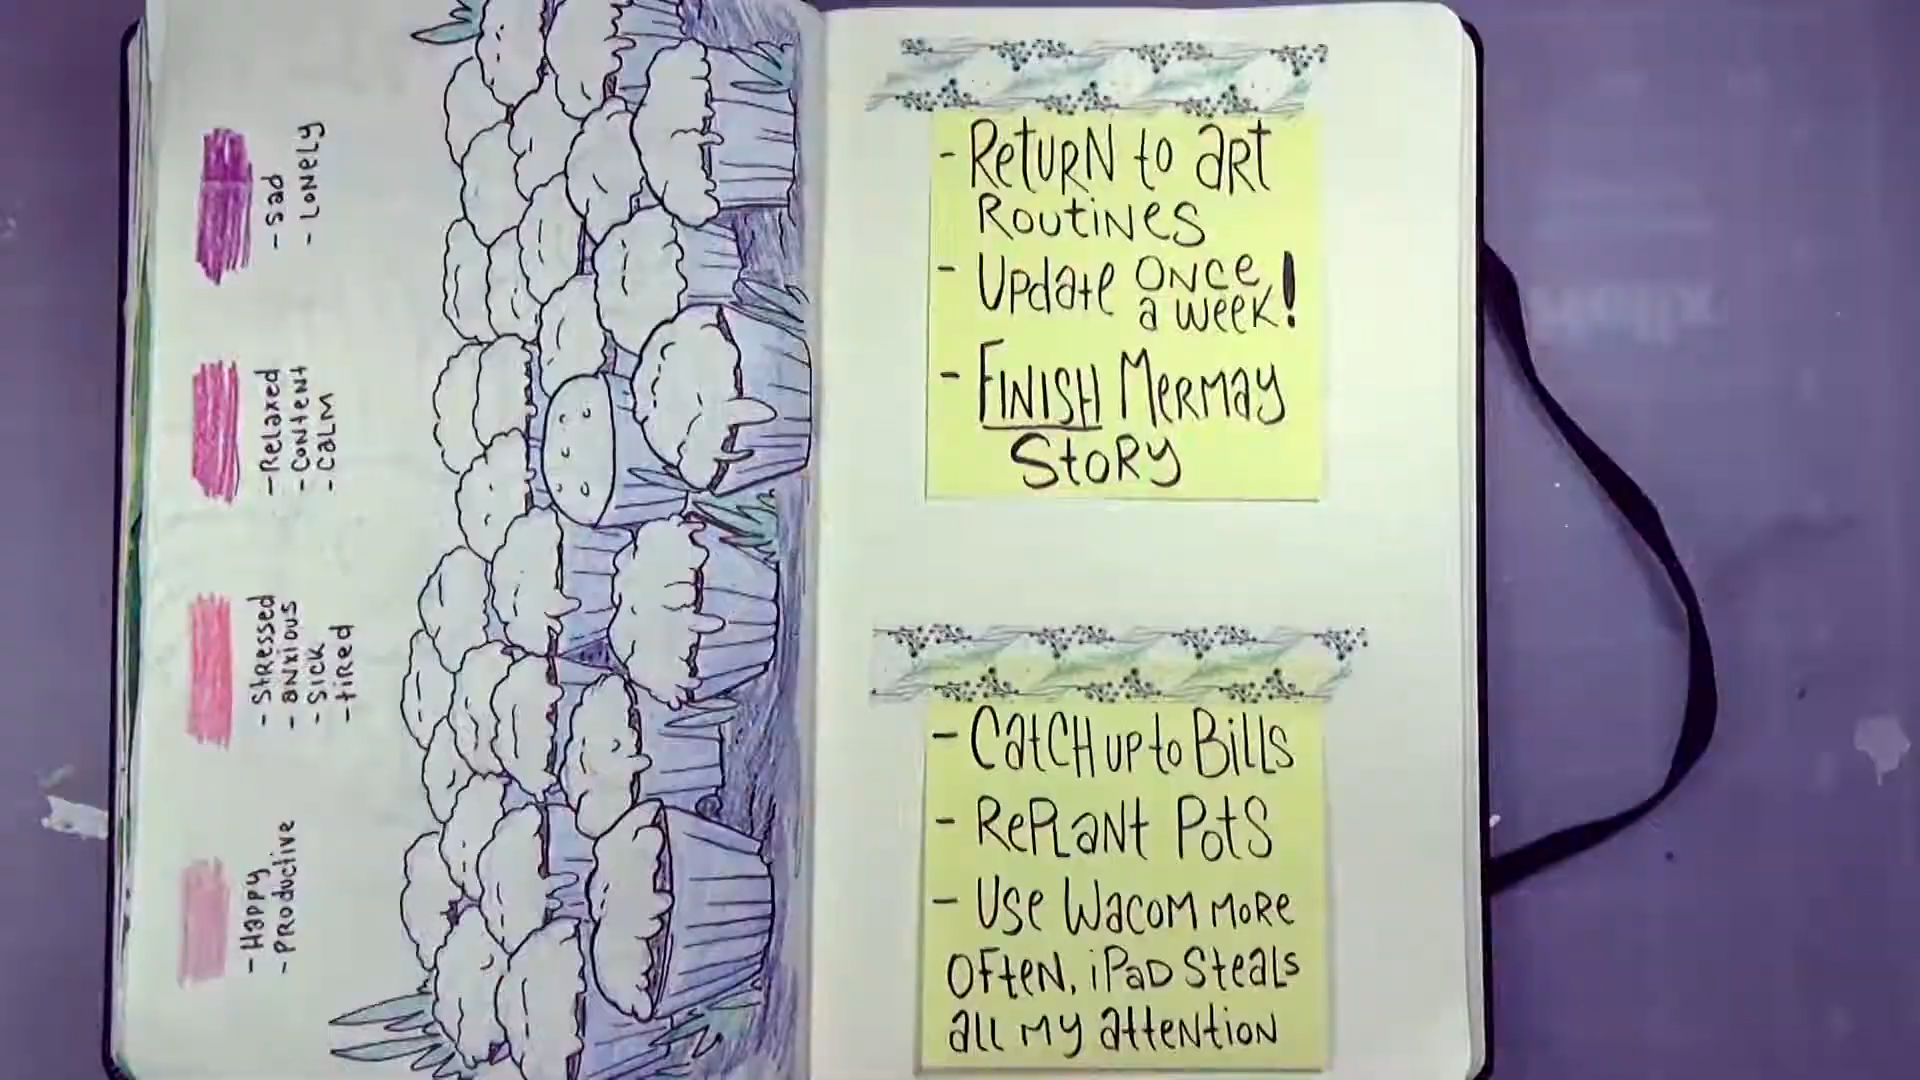 - Sad
- Lonely
- Relaxed
- Content
- Calm
- Stressed
- anxious
- Sick
- tired
- Happy
- Productive
- Return to art
Routines
- Update once
a week!
- Finish Mermay
Story
- Catch up to Bills
- Replant Pots
- Use Wacom more
often, iPad steals
all my attention